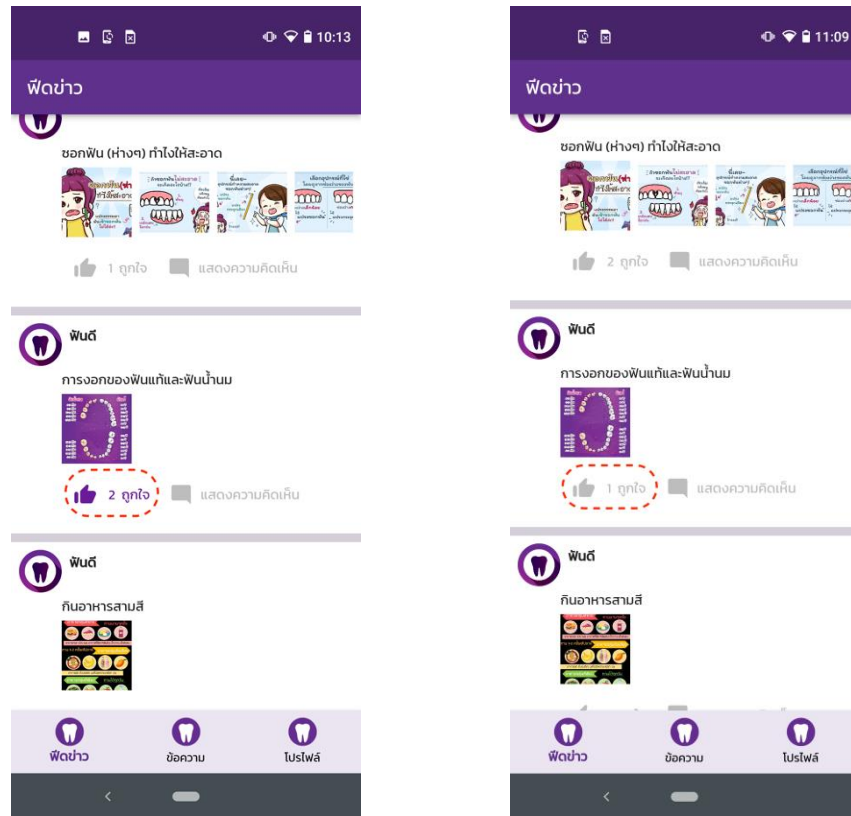 10:13
ฟีดข่าว
ซอกฟัน (ห่างๆ) ทำไงให้สะอาด
1 ถูกใจ แสดงความคิดเห็น
ฟันดี
การงอกของฟันแท้และฟันน้ำนม
2 ถูกใจ แสดงความคิดเห็น
ฟันดี
กินอาหารสามสี
ฟีดข่าว ข้อความ โปรไฟล์
11:09
ฟีดข่าว
ซอกฟัน (ห่างๆ) ทำไงให้สะอาด
2 ถูกใจ แสดงความคิดเห็น
ฟันดี
การงอกของฟันแท้และฟันน้ำนม
1 ถูกใจ แสดงความคิดเห็น
ฟันดี
กินอาหารสามสี
ฟีดข่าว ข้อความ โปรไฟล์